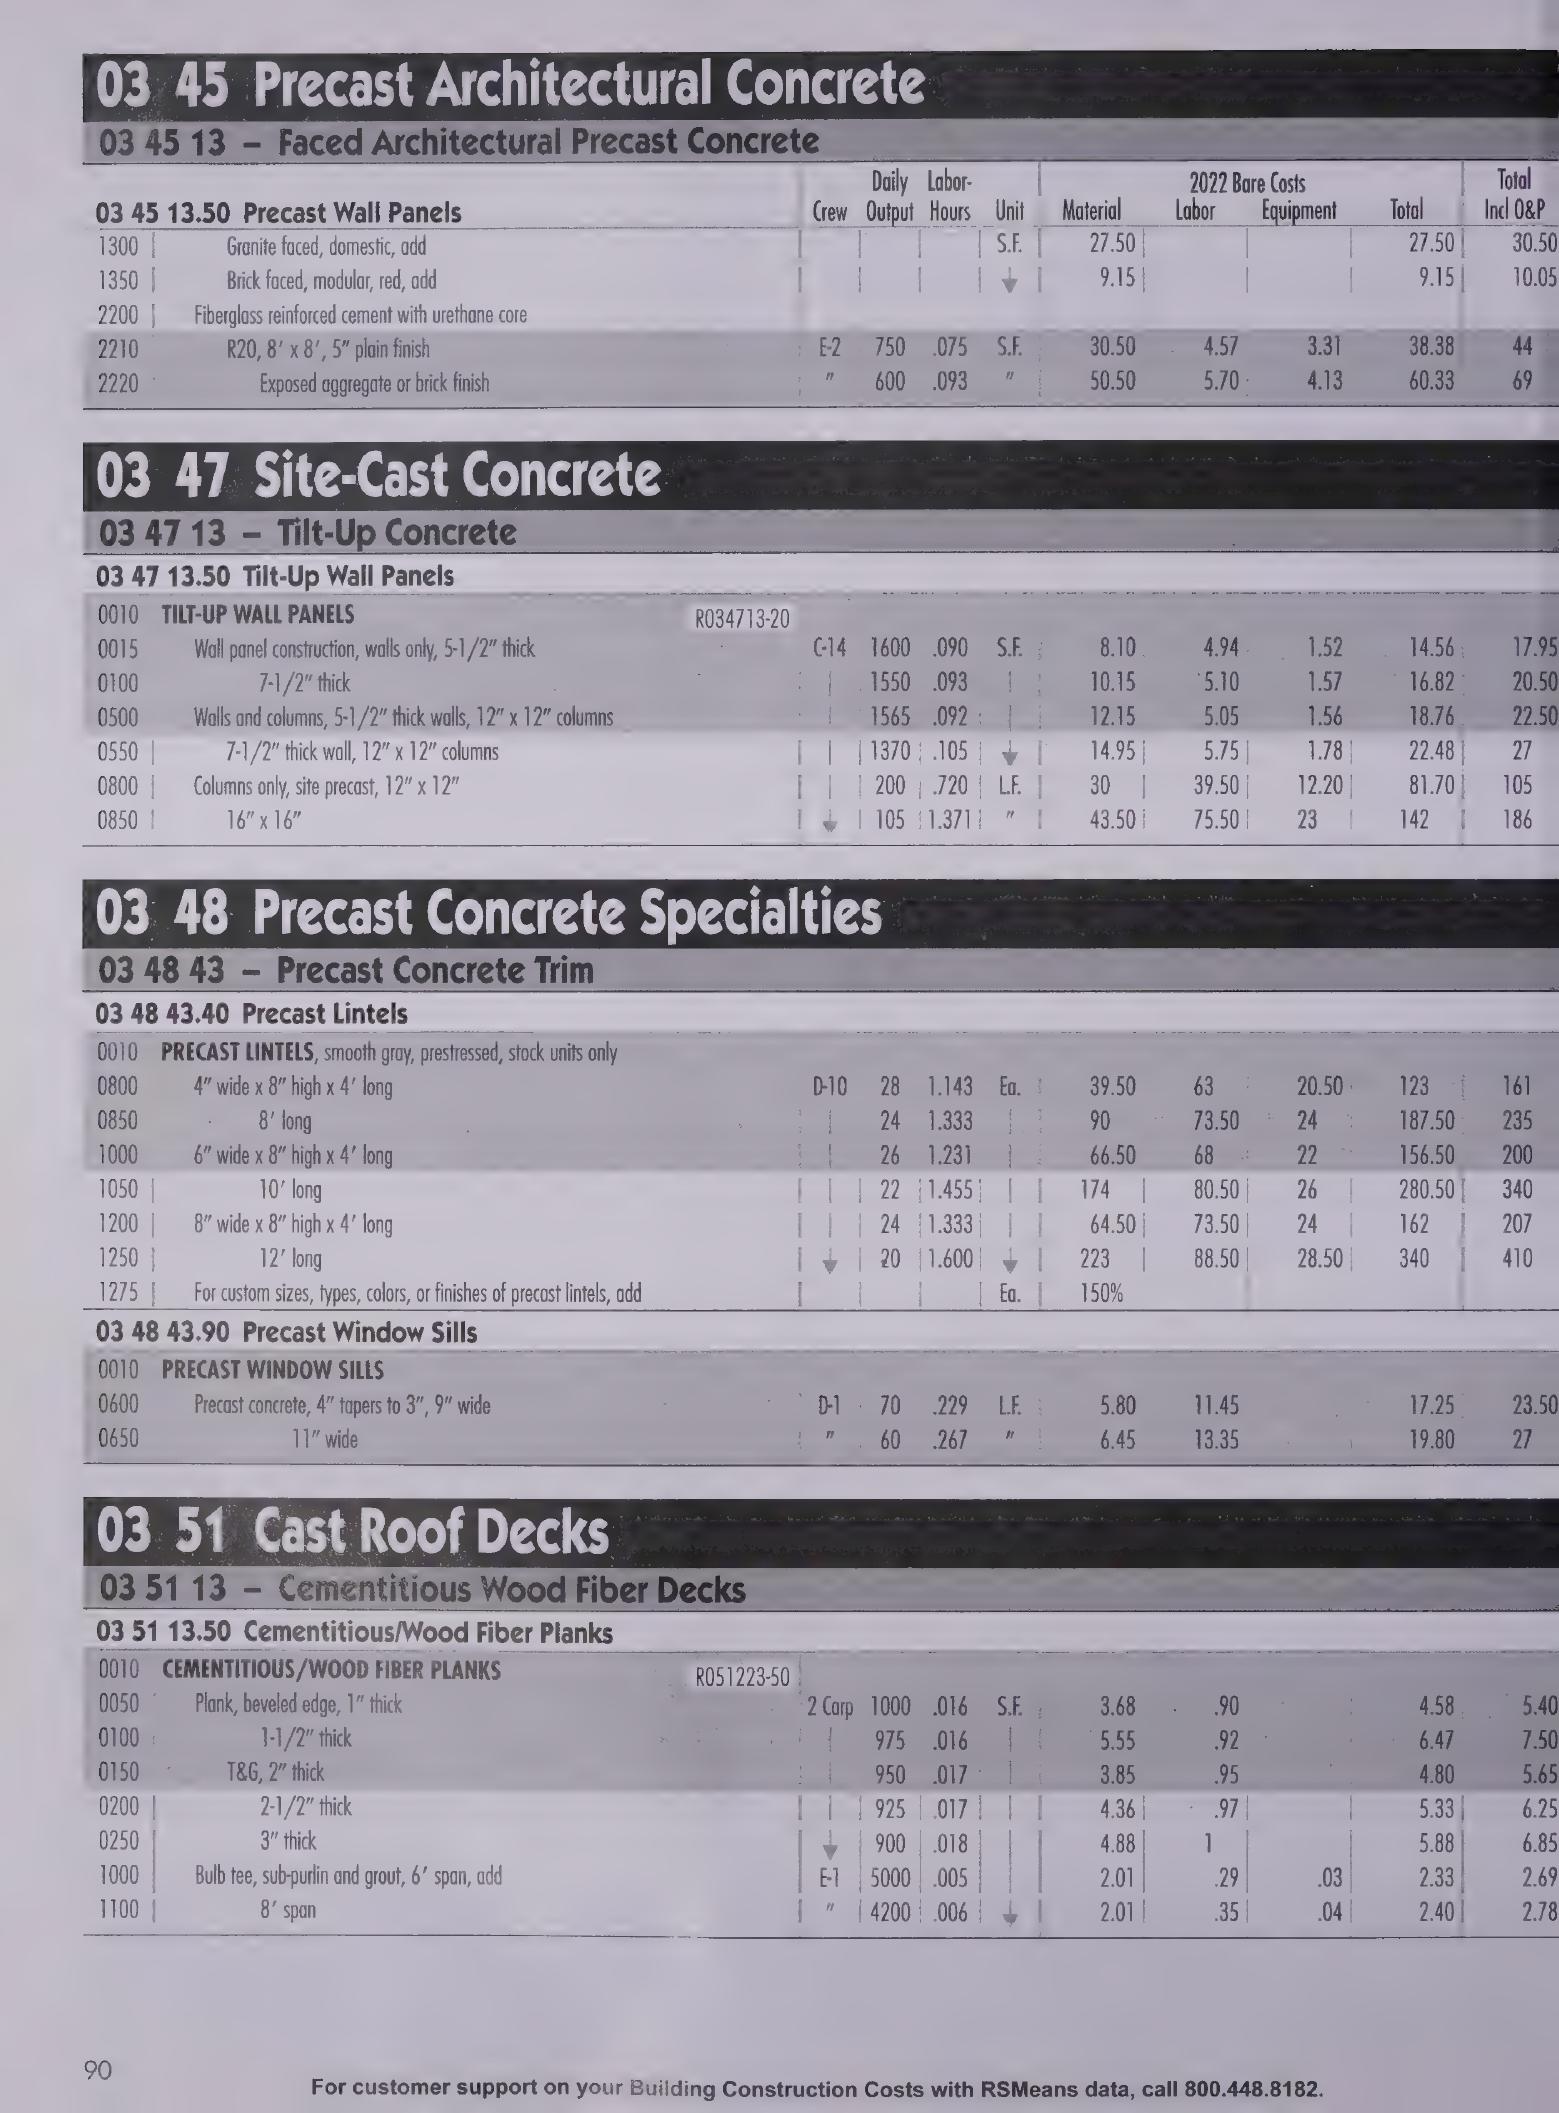 03 45 Precast Architectural Concrete
03 45 13 – Faced Architectural Precast Concrete
Daily Labor- 2022 Bare Costs Total
03 45 13.50 Precast Wall Panels Crew Output Hours Unit Material Labor Equipment Total Incl O&P
1300 Granite faced, domestic, add S.F. 27.50 27.50 30.50
1350 Brick faced, modular, red, add 9.15 9.15 10.05
2200 Fiberglass reinforced cement with urethane core
2210 R20, 8' x 8', 5" plain finish E-2 750 .075 S.F. 30.50 4.57 3.31 38.38 44
2220 Exposed aggregate or brick finish " 600 .093 " 50.50 5.70 4.13 60.33 69
03 47 Site-Cast Concrete
03 47 13 – Tilt-Up Concrete
03 47 13.50 Tilt-Up Wall Panels
0010 TILT-UP WALL PANELS R034713-20
0015 Wall panel construction, walls only, 5-1/2" thick C-14 1600 .090 S.F. 8.10 4.94 1.52 14.56 17.95
0100 7-1/2" thick 1550 .093 10.15 5.10 1.57 16.82 20.50
0500 Walls and columns, 5-1/2" thick walls, 12" x 12" columns 1565 .092 12.15 5.05 1.56 18.76 22.50
0550 7-1/2" thick wall, 12" x 12" columns 1370 .105 14.95 5.75 1.78 22.48 27
0800 Columns only, site precast, 12" x 12" 200 .720 L.F. 30 39.50 12.20 81.70 105
0850 16" x 16" 105 1.371 " 43.50 75.50 23 142 186
03 48 Precast Concrete Specialties
03 48 43 – Precast Concrete Trim
03 48 43.40 Precast Lintels
0010 PRECAST LINTELS, smooth gray, prestressed, stock units only
0800 4" wide x 8" high x 4' long D-10 28 1.143 Ea. 39.50 63 20.50 123 161
0850 8' long 24 1.333 90 73.50 24 187.50 235
1000 6" wide x 8" high x 4' long 26 1.231 66.50 68 22 156.50 200
1050 10' long 22 1.455 174 80.50 26 280.50 340
1200 8" wide x 8" high x 4' long 24 1.333 64.50 73.50 24 162 207
1250 12' long 20 1.600 223 88.50 28.50 340 410
1275 For custom sizes, types, colors, or finishes of precast lintels, add Ea. 150%
03 48 43.90 Precast Window Sills
0010 PRECAST WINDOW SILLS
0600 Precast concrete, 4" tapers to 3", 9" wide D-1 70 .229 L.F. 5.80 11.45 17.25 23.50
0650 11" wide " 60 .267 " 6.45 13.35 19.80 27
03 51 Cast Roof Decks
03 51 13 – Cementitious Wood Fiber Decks
03 51 13.50 Cementitious/Wood Fiber Planks
0010 CEMENTITIOUS/WOOD FIBER PLANKS R051223-50
0050 Plank, beveled edge, 1" thick 2 Carp 1000 .016 S.F. 3.68 .90 4.58 5.40
0100 1-1/2" thick 975 .016 5.55 .92 6.47 7.50
0150 T&G, 2" thick 950 .017 3.85 .95 4.80 5.65
0200 2-1/2" thick 925 .017 4.36 .97 5.33 6.25
0250 3" thick 900 .018 4.88 1 5.88 6.85
1000 Bulb tee, sub-purlin and grout, 6' span, add E-1 5000 .005 2.01 .29 .03 2.33 2.69
1100 8' span " 4200 .006 2.01 .35 .04 2.40 2.78
90
For customer support on your Building Construction Costs with RSMeans data, call 800.448.8182.